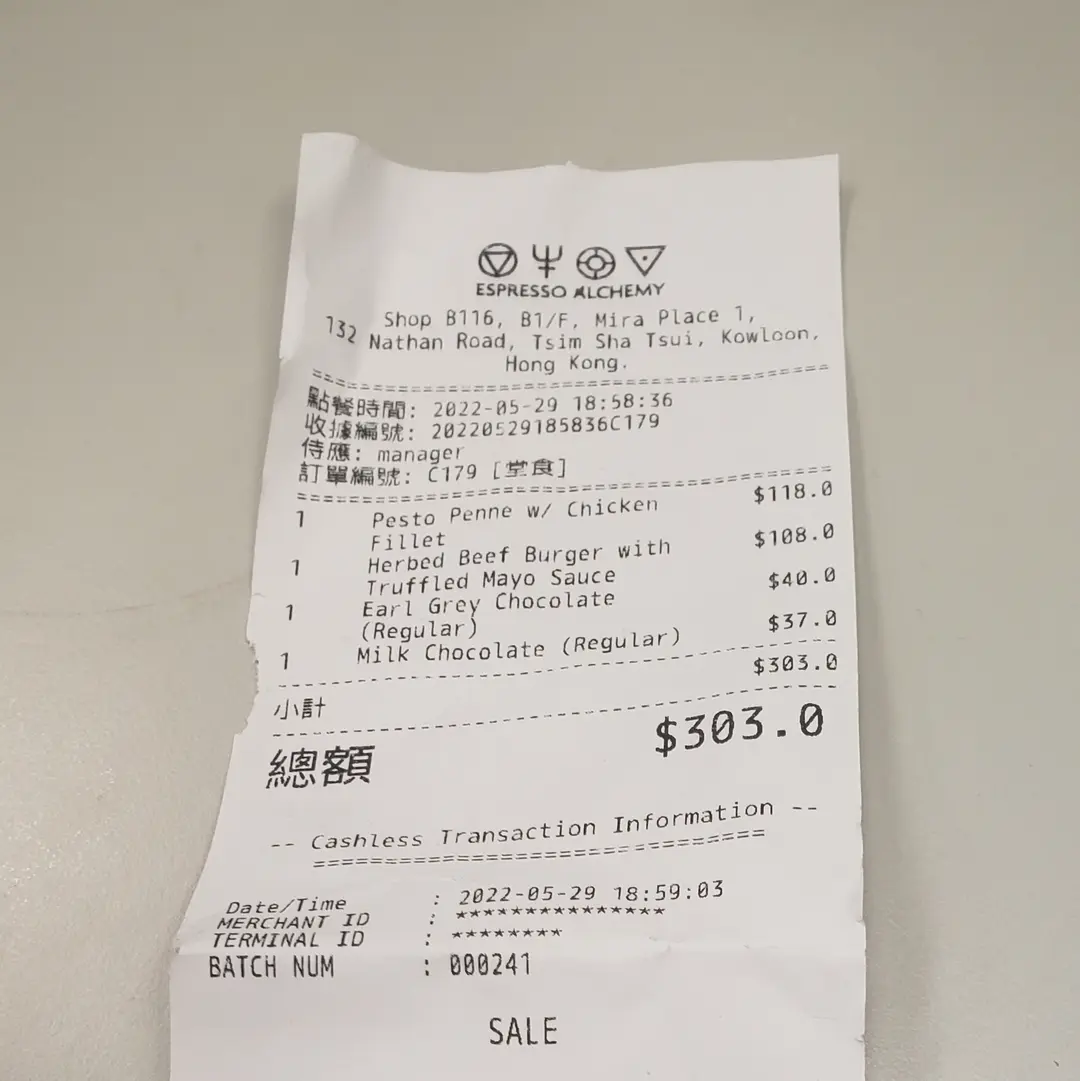 ESPRESSO ALCHEMY
Shop B116, B1/F, Mira Place 1,
132 Nathan Road, Tsim Sha Tsui, Kowloon,
Hong Kong.
點餐時間: 2022-05-29 18:58:36
收據編號: 20220529185836C179
侍應: manager
訂單編號: C179 [堂食]
1 Pesto Penne w/ Chicken $118.0
Fillet
1 Herbed Beef Burger with $108.0
Truffled Mayo Sauce
1 Earl Grey Chocolate $40.0
(Regular)
1 Milk Chocolate (Regular) $37.0
小計 $303.0
總額 $303.0
-- Cashless Transaction Information --
Date/Time : 2022-05-29 18:59:03
MERCHANT ID : ***************
TERMINAL ID : ********
BATCH NUM : 000241
SALE